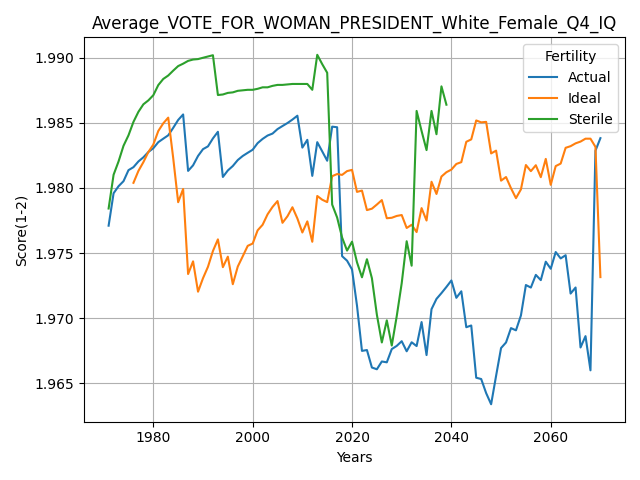 Average_VOTE_FOR_WOMAN_PRESIDENT_White_Female_Q4_IQ
Fertility
Actual
Ideal
Sterile
Score(1-2)
1.990
1.985
1.980
1.975
1.970
1.965
1980
2000
2020
2040
2060
Years